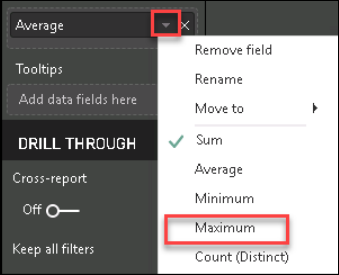 Average
Remove field
Rename
Tooltips
Move to
Add data fields here
DRILL THROUGH
Sum
Average
Cross-report
Minimum
Off
Maximum
Keep all filters
Count (Distinct)